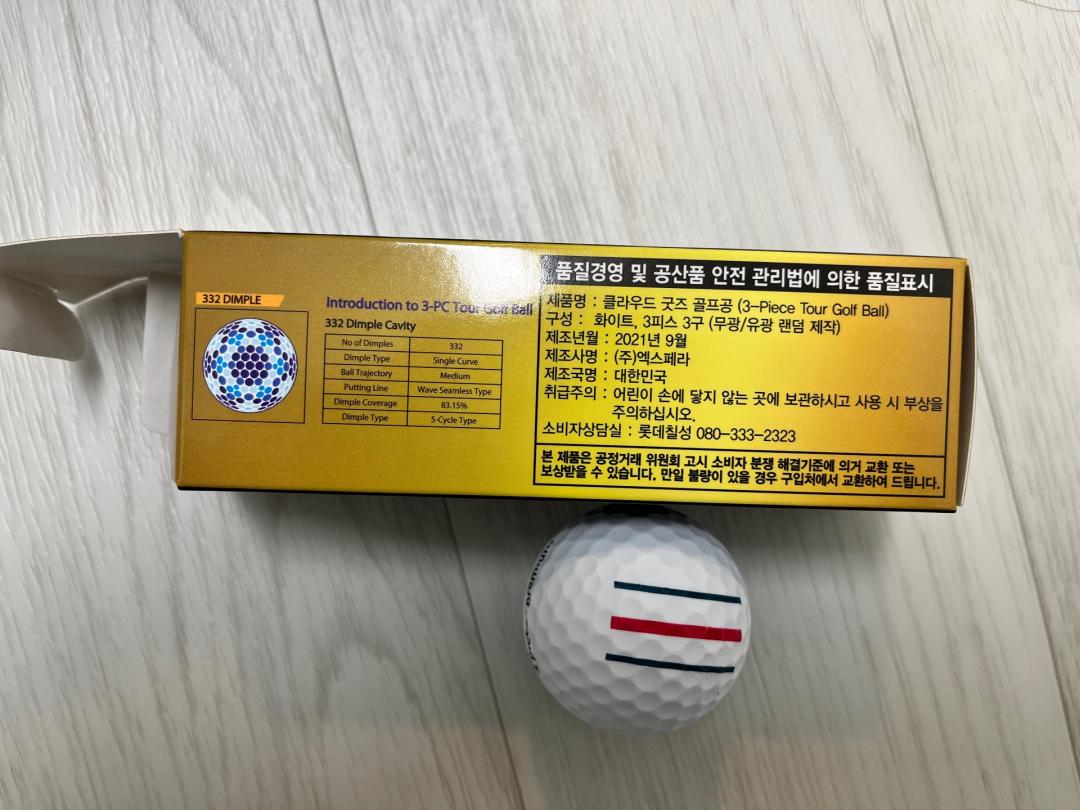 332 DIMPLE
Introduction to 3-PC Tour Golf Ball
332 Dimple Cavity
No of Dimples 332
Dimple Type Single Curve
Ball Trajectory Medium
Putting Line Wave Seamless Type
Dimple Coverage 83.15%
Dimple Type 5-Cycle Type
품질경영 및 공산품 안전 관리법에 의한 품질표시
제품명 : 클라우드 굿즈 골프공 (3-Piece Tour Golf Ball)
구성 : 화이트, 3피스 3구 (무광/유광 랜덤 제작)
제조년월 : 2021년 9월
제조사명 : (주)엑스페라
제조국명 : 대한민국
취급주의 : 어린이 손에 닿지 않는 곳에 보관하시고 사용 시 부상을
주의하십시오.
소비자상담실 : 롯데칠성 080-333-2323
본 제품은 공정거래 위원회 고시 소비자 분쟁 해결기준에 의거 교환 또는
보상받을 수 있습니다. 만일 불량이 있을 경우 구입처에서 교환하여 드립니다.
premium